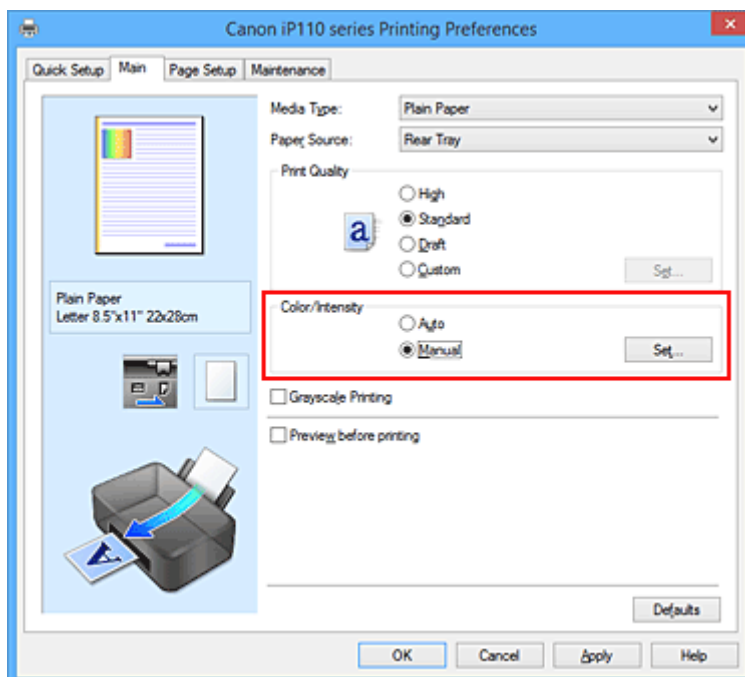 Canon iP110 series Printing Preferences
Quick Setup Main Page Setup Maintenance
Media Type: Plain Paper
Paper Source: Rear Tray
Print Quality
High
a Standard
Draft
Custom Set...
Plain Paper
Letter 8.5"x11" 22x28cm
Color/Intensity
Auto
Manual Set...
Grayscale Printing
Preview before printing
A
Defaults
OK Cancel Apply Help